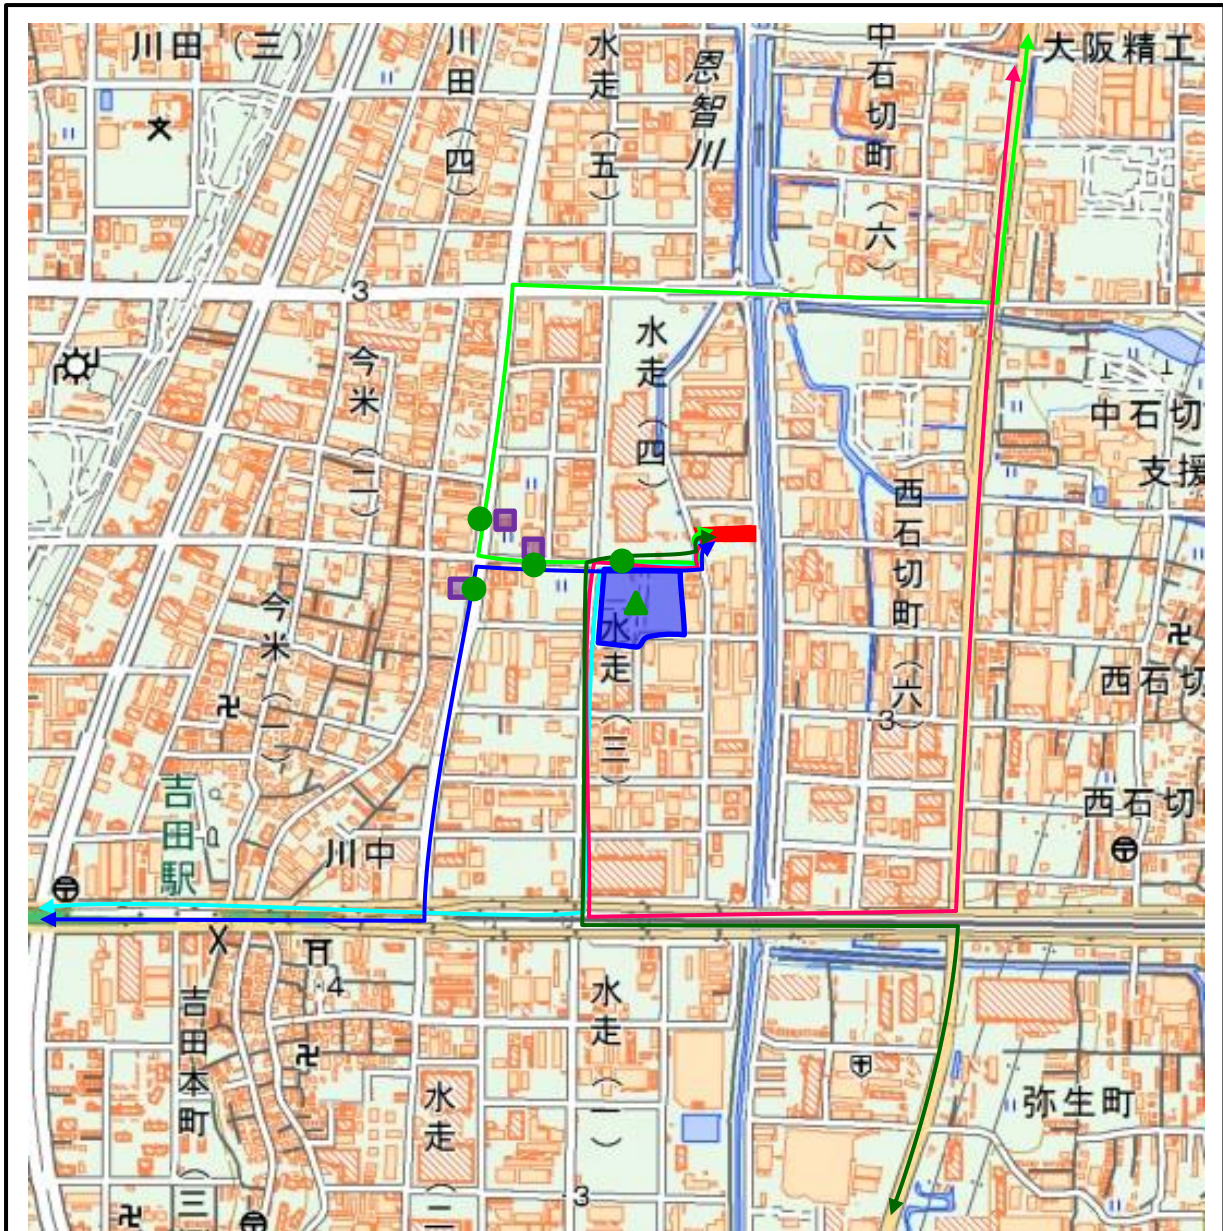 川田（三）
川田（四）
水走（五）
恩智川
中石切町（六）
大阪精工
3
今米（二）
水走（四）
中石切
支援
西石切町（六）
今米（一）
水走（三）
3
西石切
西石切
吉田駅
川中
4
吉田本町（三
水走（一）
水走（二
弥生町
3